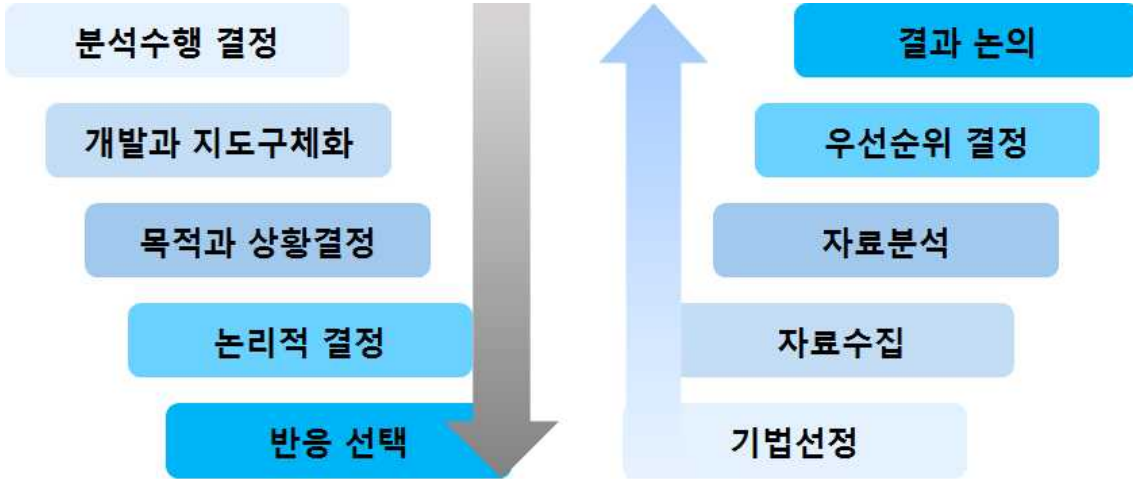 분석수행 결정
개발과 지도구체화
목적과 상황결정
논리적 결정
반응 선택
결과 논의
우선순위 결정
자료분석
자료수집
기법선정